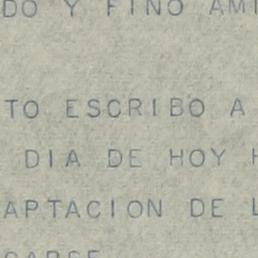 DO Y FINO AMI
TO ESCRIBO A
DIA DE HOY H
APTACION DE L